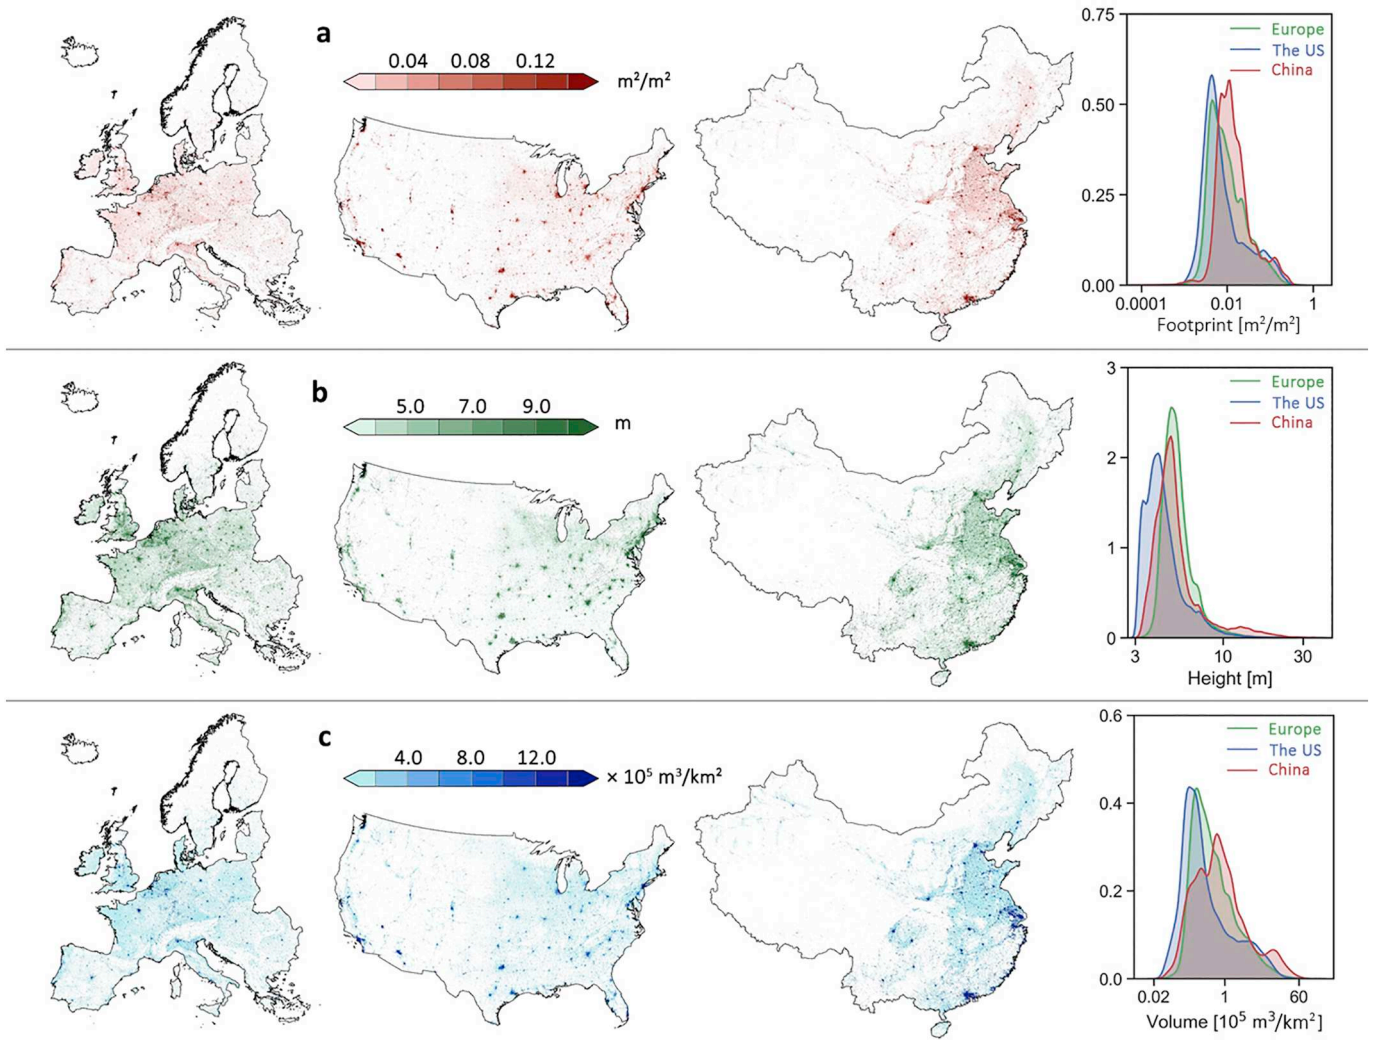 a
0.04 0.08 0.12
m²/m²
0.75
0.50
0.25
0.00
Europe
The US
China
0.0001 0.01 1
Footprint [m²/m²]
b
5.0 7.0 9.0
m
3
2
1
0
Europe
The US
China
3 10 30
Height [m]
c
4.0 8.0 12.0
× 10⁵ m³/km²
0.6
0.4
0.2
0.0
Europe
The US
China
0.02 1 60
Volume [10⁵ m³/km²]